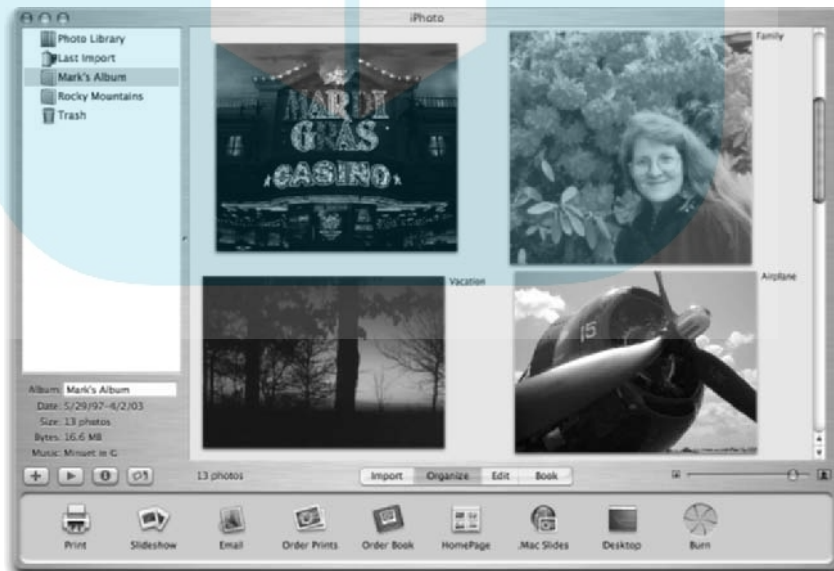 iPhoto
Photo Library
Last Import
Mark's Album
Rocky Mountains
Trash
MARDI
GRAS
CASINO
Family
Vacation
Airplane
15
Album: Mark's Album
Date: 5/29/97-4/2/03
Size: 13 photos
Bytes: 16.6 MB
Music: Minuet in G
13 photos
Import Organize Edit Book
Print Slideshow Email Order Prints Order Book HomePage .Mac Slides Desktop Burn